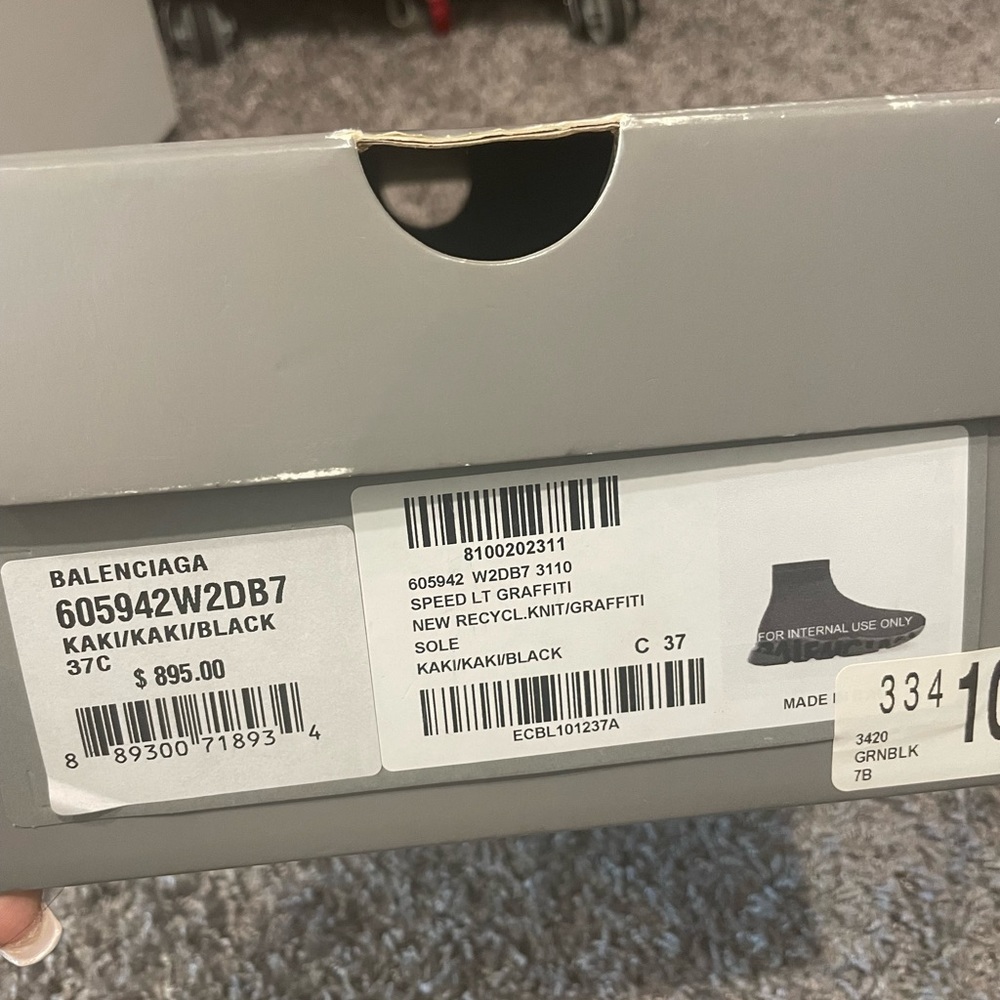 BALENCIAGA
605942W2DB7
KAKI/KAKI/BLACK
37C $ 895.00
8 89300 71893 4
8100202311
605942 W2DB7 3110
SPEED LT GRAFFITI
NEW RECYCL.KNIT/GRAFFITI
SOLE
KAKI/KAKI/BLACK
C 37
ECBL101237A
FOR INTERNAL USE ONLY
MADE
334
3420
GRNBLK
7B